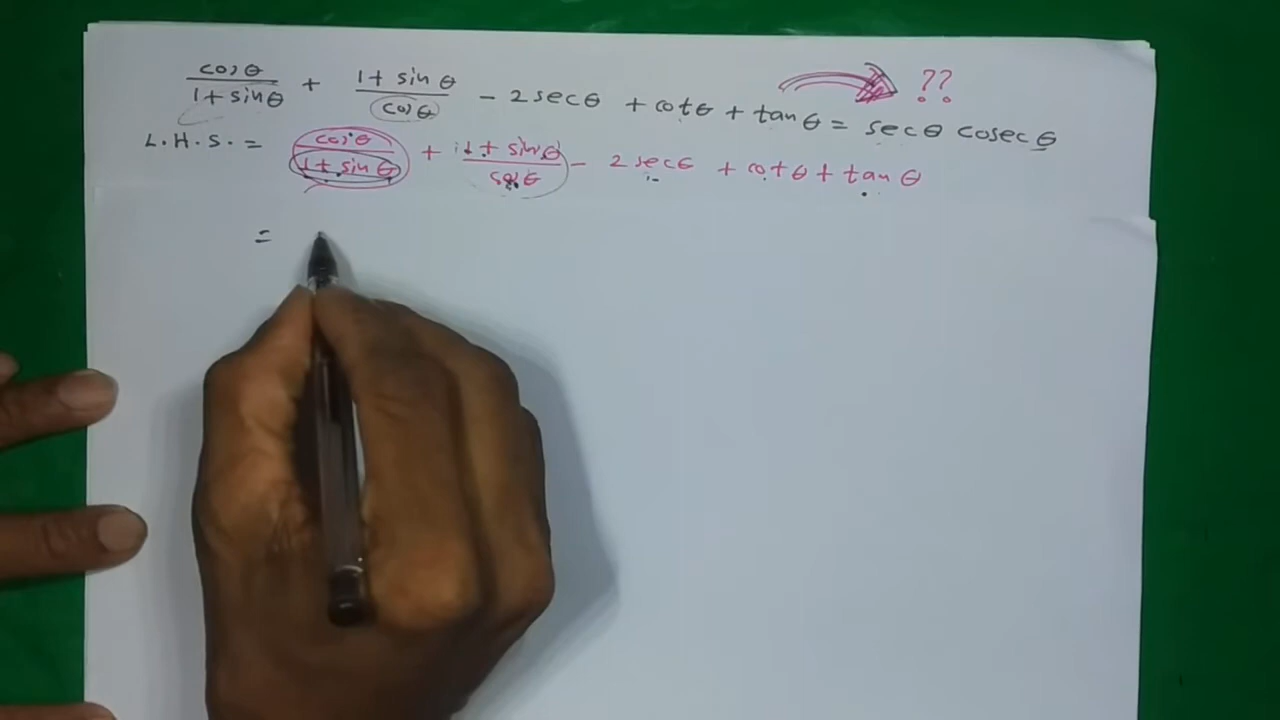 cosθ/1+sinθ + 1+sinθ/cosθ - 2secθ + cotθ + tanθ = secθ cosecθ ??
L.H.S. = cosθ/1+sinθ + 1+sinθ/cosθ - 2secθ + cotθ + tanθ
=